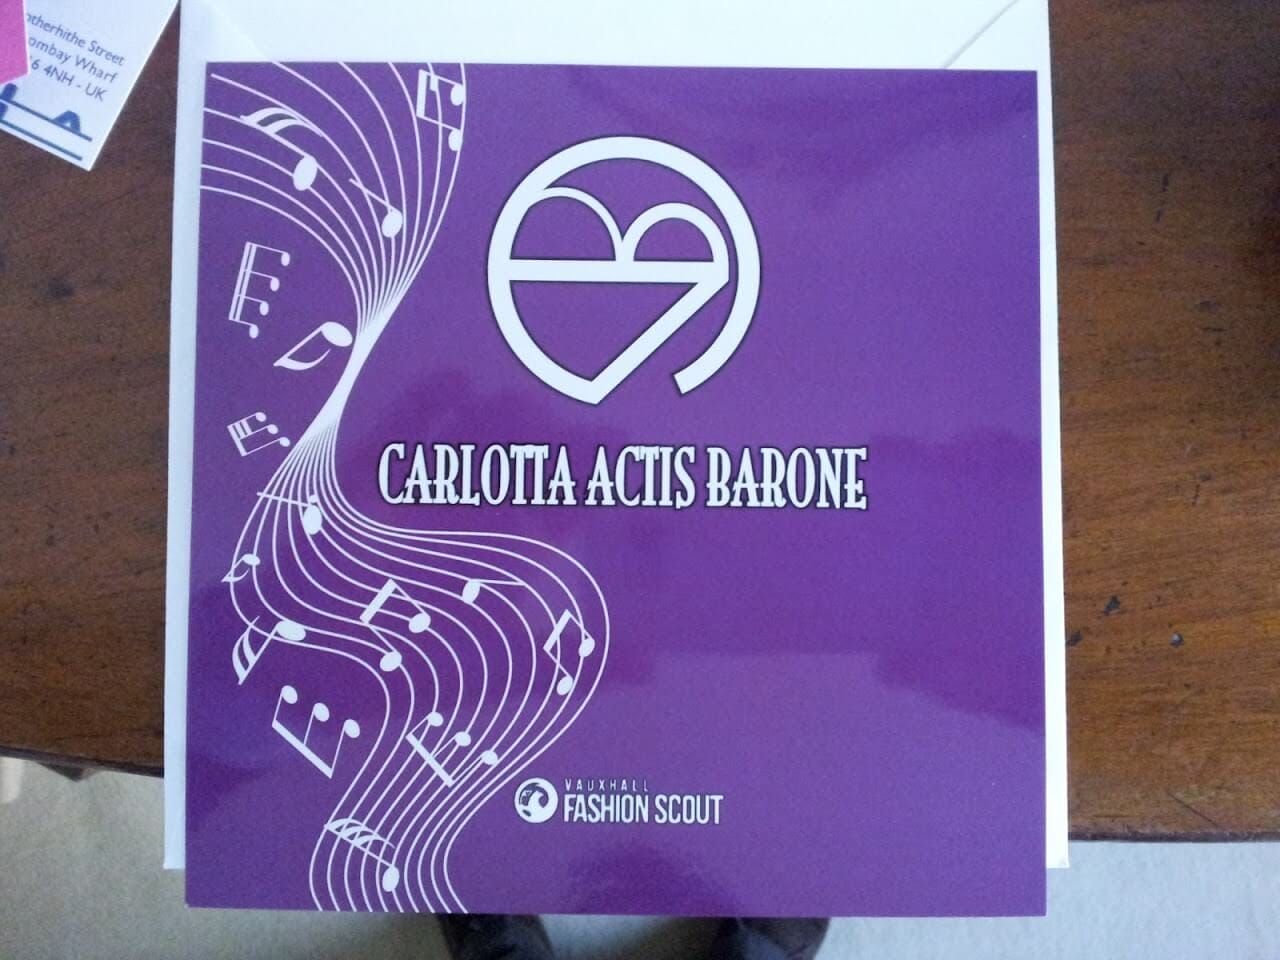 otherhithe Street
ombay Wharf
6 4NH - UK
CARLOTTA ACTIS BARONE
VAUXHALL
FASHION SCOUT